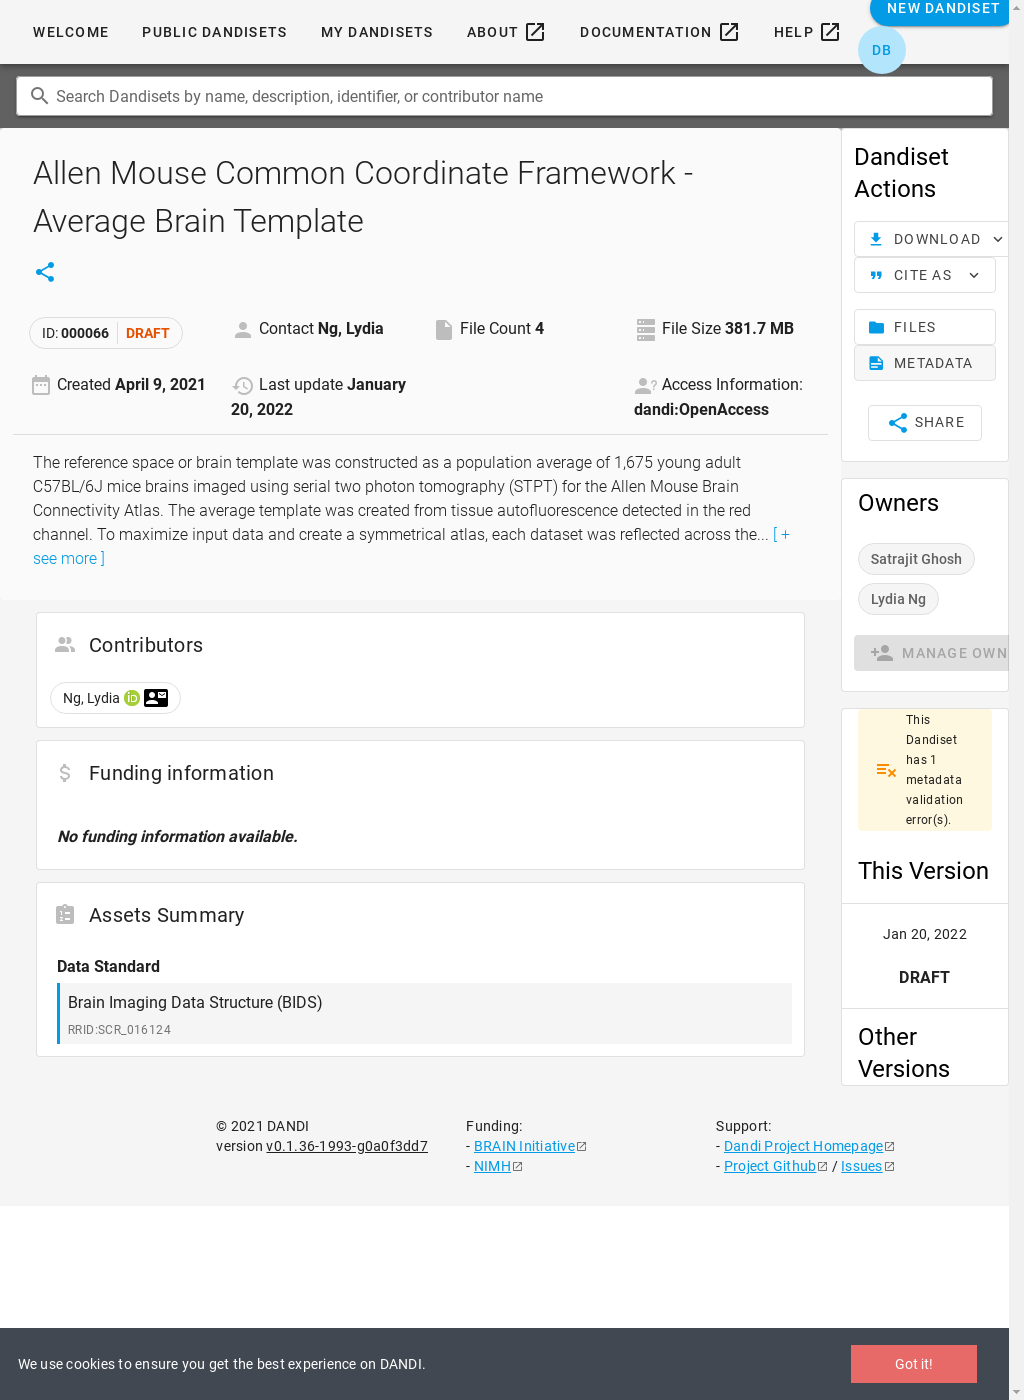 WELCOME
PUBLIC DANDISETS
MY DANDISETS
ABOUT
DOCUMENTATION
HELP
NEW DANDISET
DB
Search Dandisets by name, description, identifier, or contributor name
Allen Mouse Common Coordinate Framework -
Average Brain Template
ID: 000066 DRAFT
Contact Ng, Lydia
File Count 4
File Size 381.7 MB
Created April 9, 2021
Last update January
20, 2022
Access Information:
dandi:OpenAccess
The reference space or brain template was constructed as a population average of 1,675 young adult
C57BL/6J mice brains imaged using serial two photon tomography (STPT) for the Allen Mouse Brain
Connectivity Atlas. The average template was created from tissue autofluorescence detected in the red
channel. To maximize input data and create a symmetrical atlas, each dataset was reflected across the... [ +
see more ]
Contributors
Ng, Lydia
Funding information
No funding information available.
Assets Summary
Data Standard
Brain Imaging Data Structure (BIDS)
RRID:SCR_016124
Dandiset
Actions
DOWNLOAD
CITE AS
FILES
METADATA
SHARE
Owners
Satrajit Ghosh
Lydia Ng
MANAGE OWN
This
Dandiset
has 1
metadata
validation
error(s).
This Version
Jan 20, 2022
DRAFT
Other
Versions
© 2021 DANDI
version v0.1.36-1993-g0a0f3dd7
Funding:
- BRAIN Initiative
- NIMH
Support:
- Dandi Project Homepage
- Project Github / Issues
We use cookies to ensure you get the best experience on DANDI.
Got it!